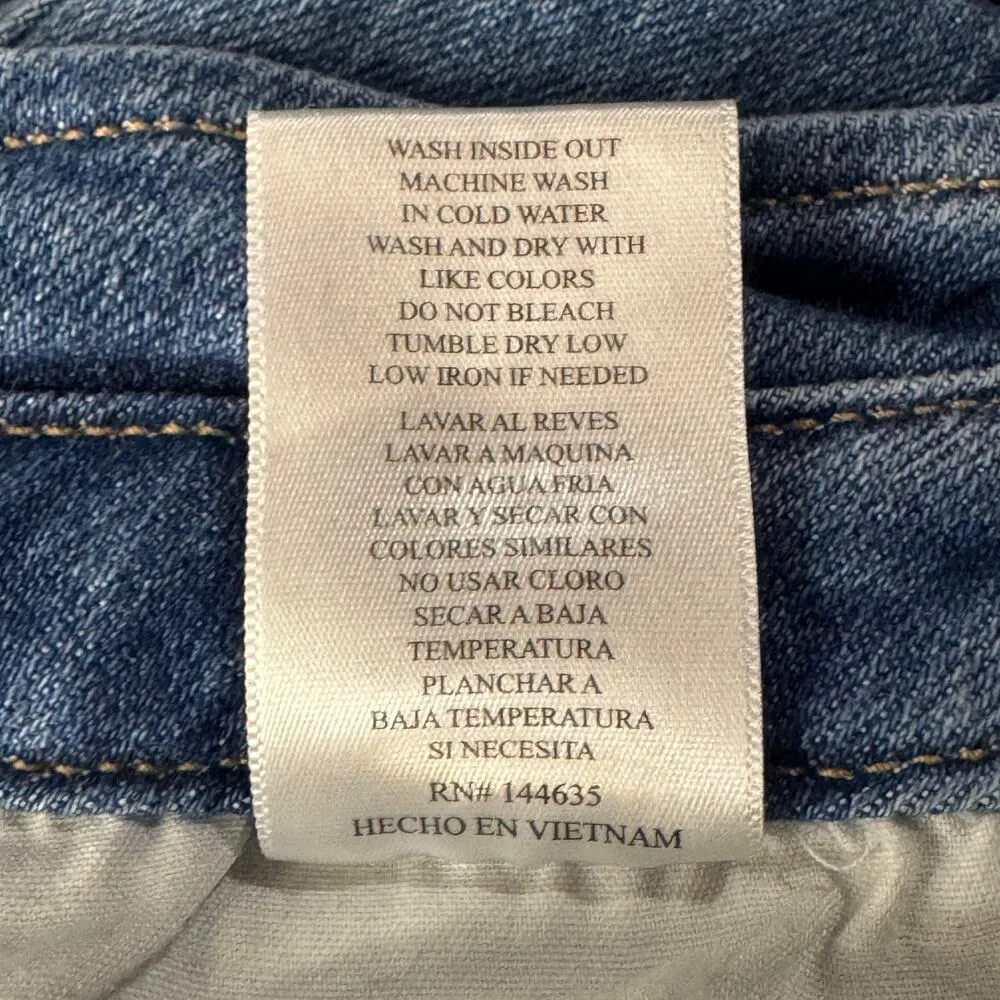 WASH INSIDE OUT
MACHINE WASH
IN COLD WATER
WASH AND DRY WITH
LIKE COLORS
DO NOT BLEACH
TUMBLE DRY LOW
LOW IRON IF NEEDED
LAVAR AL REVES
LAVAR A MAQUINA
CON AGUA FRIA
LAVAR Y SECAR CON
COLORES SIMILARES
NO USAR CLORO
SECAR A BAJA
TEMPERATURA
PLANCHAR A
BAJA TEMPERATURA
SI NECESITA
RN# 144635
HECHO EN VIETNAM